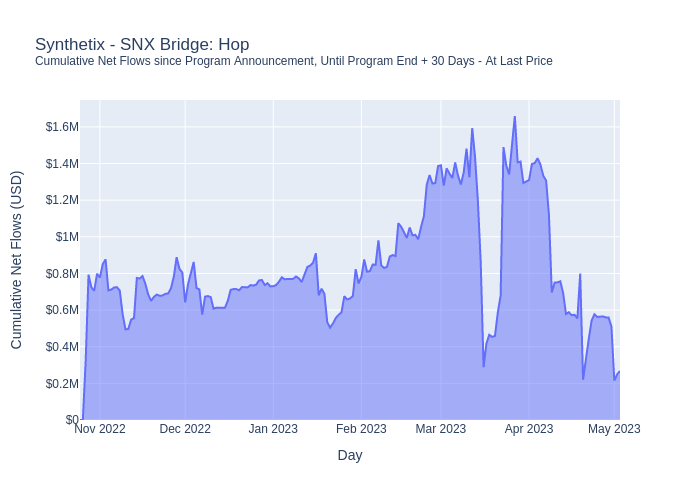 Synthetix - SNX Bridge: Hop
Cumulative Net Flows since Program Announcement, Until Program End + 30 Days - At Last Price
Cumulative Net Flows (USD)
$1.6M
$1.4M
$1.2M
$1M
$0.8M
$0.6M
$0.4M
$0.2M
$0
Nov 2022 Dec 2022 Jan 2023 Feb 2023 Mar 2023 Apr 2023 May 2023
Day